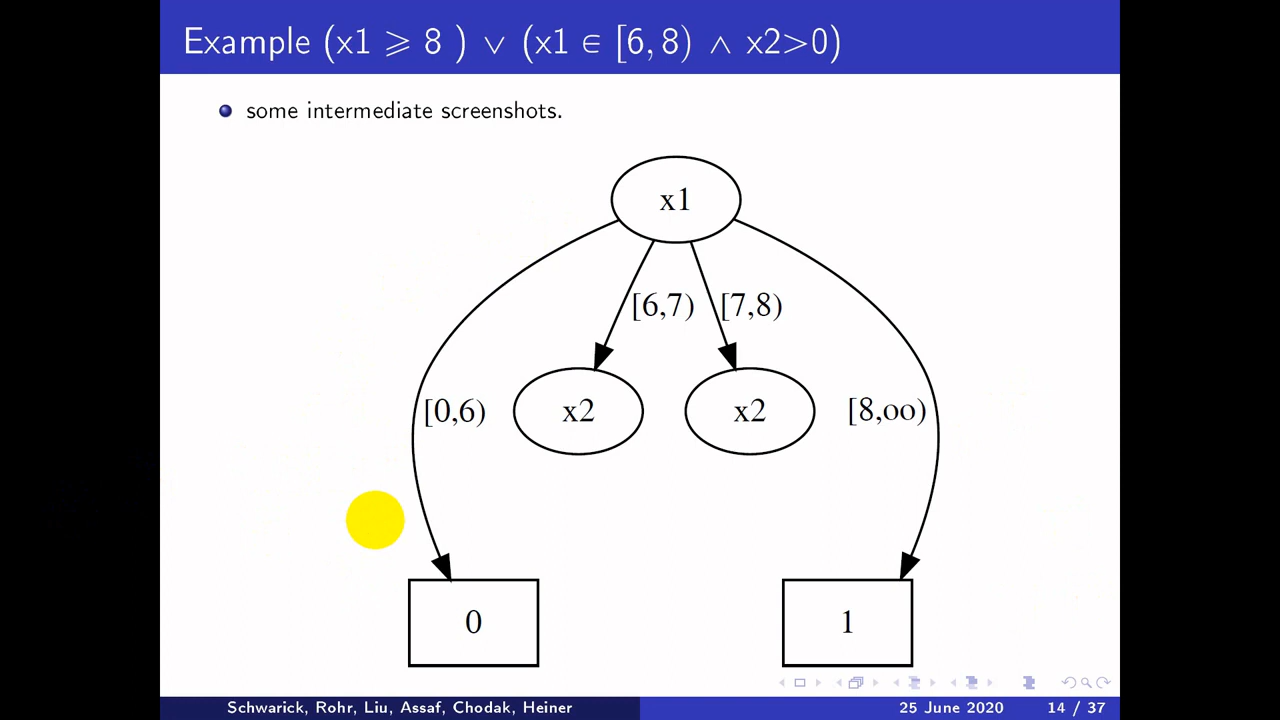 Example (x1 ⩾ 8 ) ∨ (x1 ∈ [6, 8) ∧ x2>0)
some intermediate screenshots.
x1
[6,7) [7,8)
[0,6) x2 x2 [8,oo)
0 1
Schwarick, Rohr, Liu, Assaf, Chodak, Heiner 25 June 2020 14 / 37